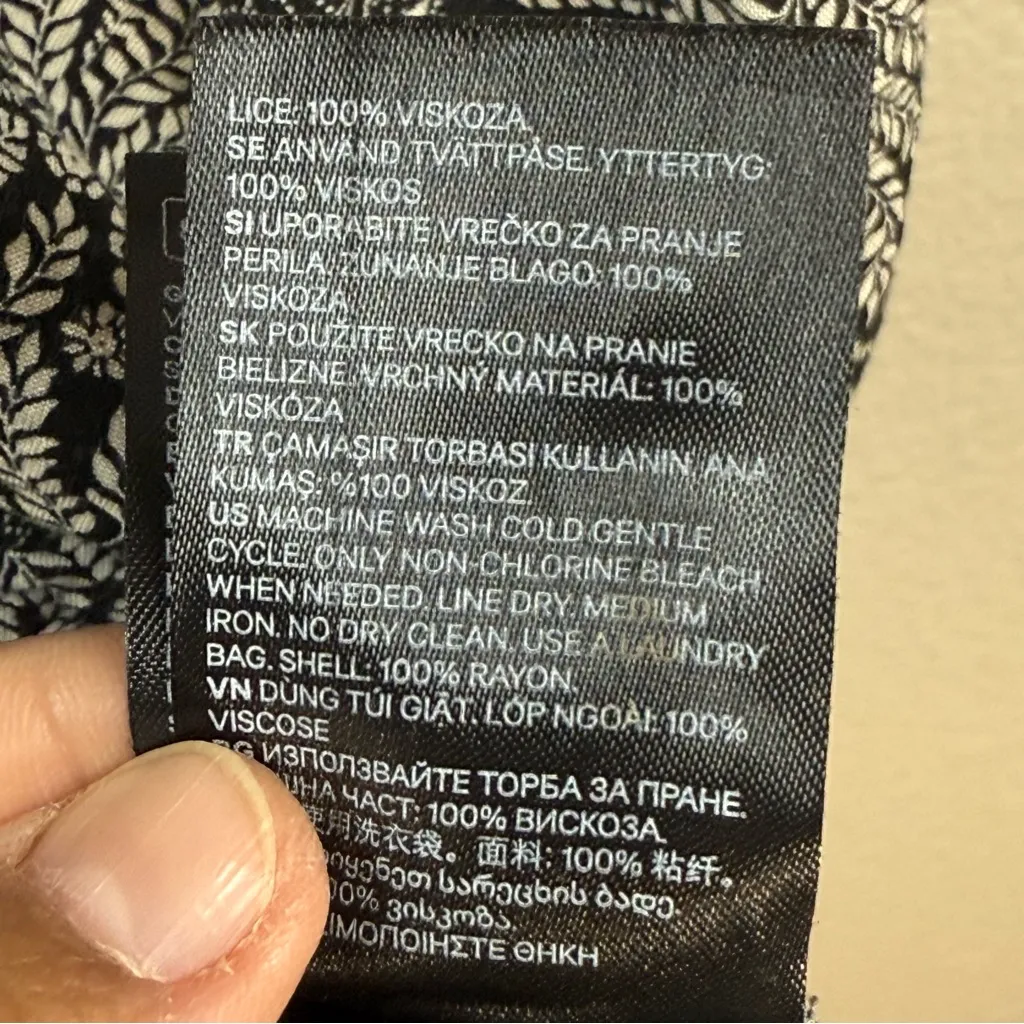 LICE: 100% VISKOZA.
SE ANVÄND TVÄTTPÅSE. YTTERTYG:
100% VISKOS
SI UPORABITE VREČKO ZA PRANJE
PERILA. ZUNANJE BLAGO: 100%
VISKOZA.
SK POUŽITE VRECKO NA PRANIE
BIELIZNE. VRCHNÝ MATERIÁL: 100%
VISKÓZA
TR ÇAMAŞIR TORBASI KULLANIN. ANA
KUMAŞ: %100 VISKOZ
US MACHINE WASH COLD GENTLE
CYCLE. ONLY NON-CHLORINE BLEACH
WHEN NEEDED. LINE DRY. MEDIUM
IRON. NO DRY CLEAN. USE A LAUNDRY
BAG. SHELL: 100% RAYON.
VN DÙNG TÚI GIẶT. LỚP NGOÀI: 100%
VISCOSE
BG ИЗПОЛЗВАЙТЕ ТОРБА ЗА ПРАНЕ.
ЧАСТ: 100% ВИСКОЗА.
使用洗衣袋。面料: 100% 粘纤。
სარეცხის ბადე.
ვისკოზა.
ΘΗΚΗ